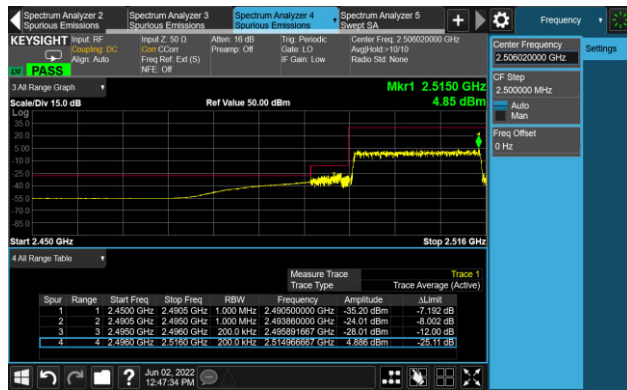 Spectrum Analyzer 2
Spurious Emissions
Spectrum Analyzer 3
Spurious Emissions
Spectrum Analyzer 4
Spurious Emissions
Spectrum Analyzer 5
Swept SA
Frequency
KEYSIGHT
Input: RF
Coupling: DC
Align: Auto
Input Z: 50 Ω
Corr CCorr
Freq Ref: Ext (S)
NFE: Off
Atten: 16 dB
Preamp: Off
Trig: Periodic
Gate: LO
IF Gain: Low
Center Freq: 2.506020000 GHz
Avg|Hold:>10/10
Radio Std: None
PASS
Center Frequency
2.506020000 GHz
Settings
CF Step
2.500000 MHz
Auto
Man
Freq Offset
0 Hz
3 All Range Graph
Mkr1 2.5150 GHz
Scale/Div 15.0 dB
Ref Value 50.00 dBm
4.85 dBm
Log
35.0
20.0
5.00
-10.0
-25.0
-40.0
-55.0
-70.0
-85.0
Start 2.450 GHz
Stop 2.516 GHz
4 All Range Table
Measure Trace Trace 1
Trace Type Trace Average (Active)
Spur Range Start Freq Stop Freq RBW Frequency Amplitude ΔLimit
1 1 2.4500 GHz 2.4905 GHz 1.000 MHz 2.490500000 GHz -35.20 dBm -7.192 dB
2 2 2.4905 GHz 2.4950 GHz 1.000 MHz 2.493860000 GHz -24.01 dBm -8.002 dB
3 3 2.4950 GHz 2.4960 GHz 200.0 kHz 2.495891667 GHz -28.01 dBm -12.00 dB
4 4 2.4960 GHz 2.5160 GHz 200.0 kHz 2.514966667 GHz 4.886 dBm -25.11 dB
Jun 02, 2022
12:47:34 PM